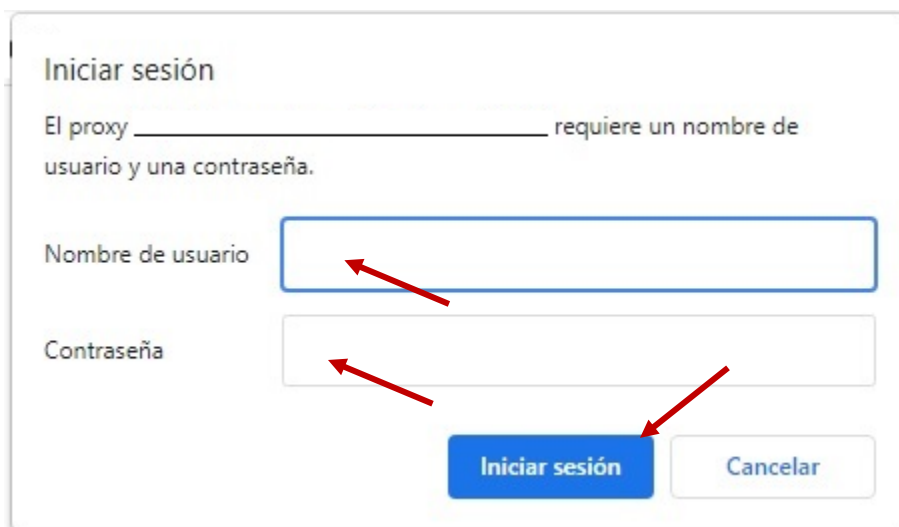 Iniciar sesión
El proxy requiere un nombre de
usuario y una contraseña.
Nombre de usuario
Contraseña
Iniciar sesión Cancelar